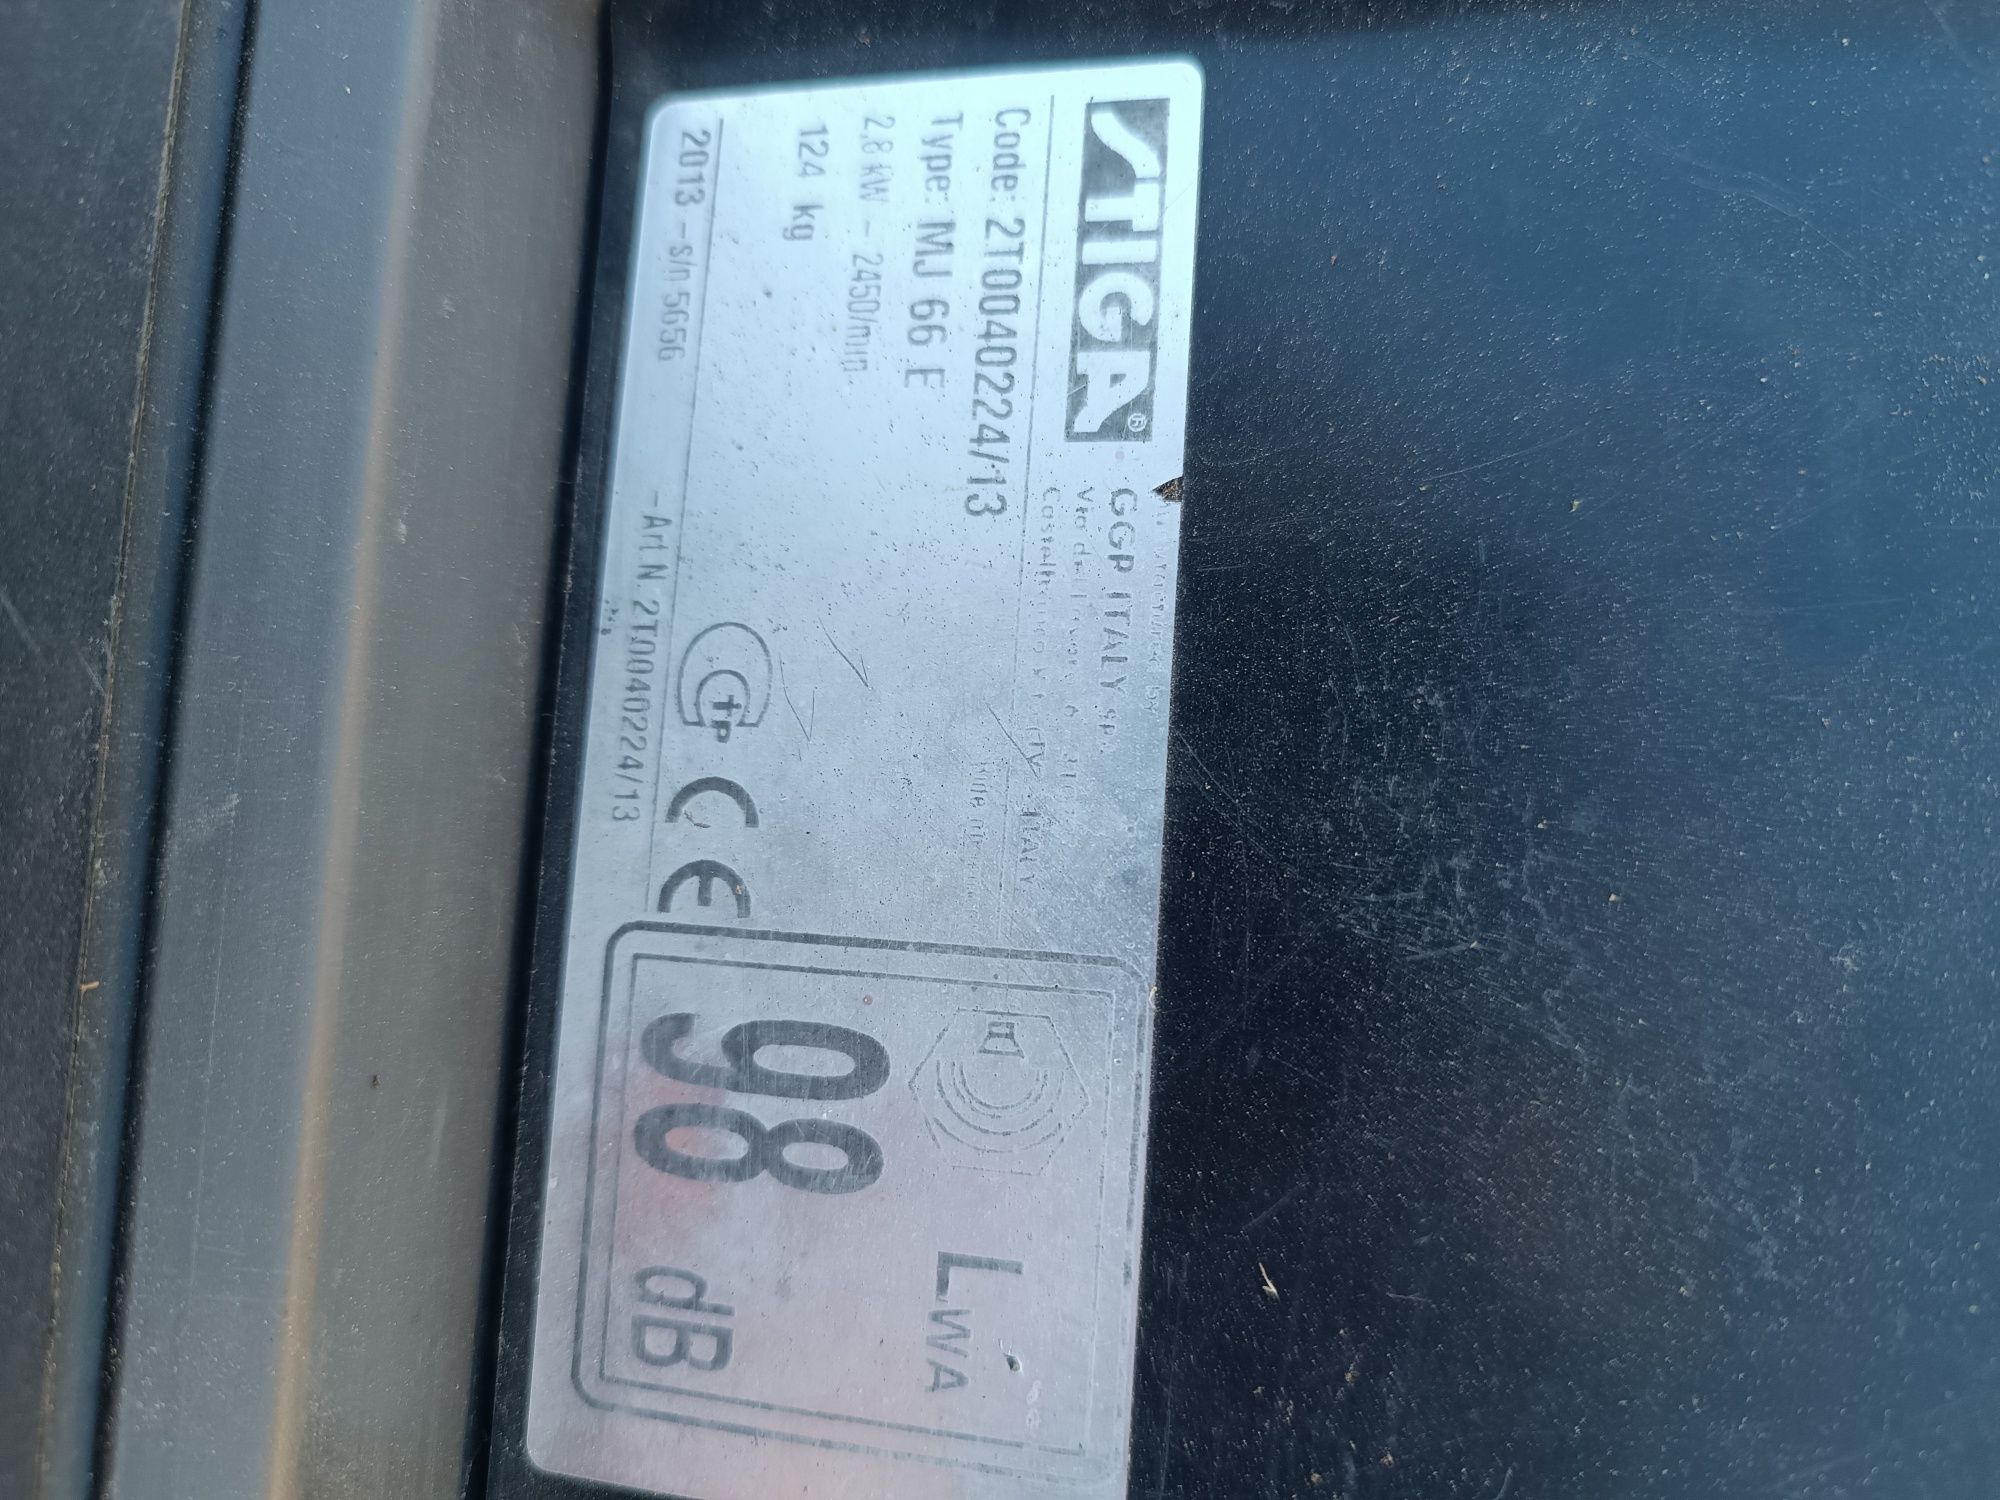 STIGA®
GGP ITALY SPA
Code: 2T0040224/13
Type: MJ 66 E
2,8 kW – 2450/min
124 kg
CE
2013 – s/n 5656 – Art.N. 2T0040224/13
LWA
98 dB